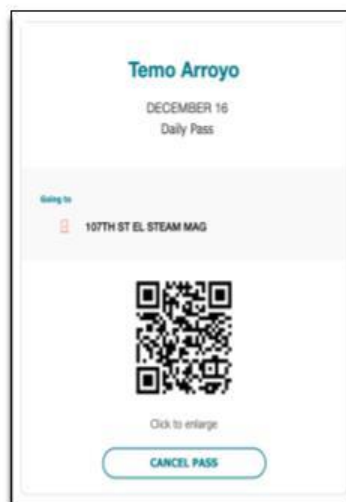 Temo Arroyo
DECEMBER 16
Daily Pass
Going to
107TH ST EL STEAM MAG
Click to enlarge
CANCEL PASS